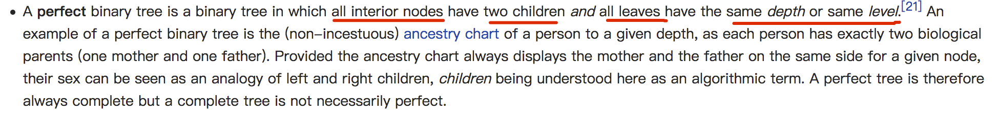 • A perfect binary tree is a binary tree in which all interior nodes have two children and all leaves have the same depth or same level.[21] An
example of a perfect binary tree is the (non–incestuous) ancestry chart of a person to a given depth, as each person has exactly two biological
parents (one mother and one father). Provided the ancestry chart always displays the mother and the father on the same side for a given node,
their sex can be seen as an analogy of left and right children, children being understood here as an algorithmic term. A perfect tree is therefore
always complete but a complete tree is not necessarily perfect.